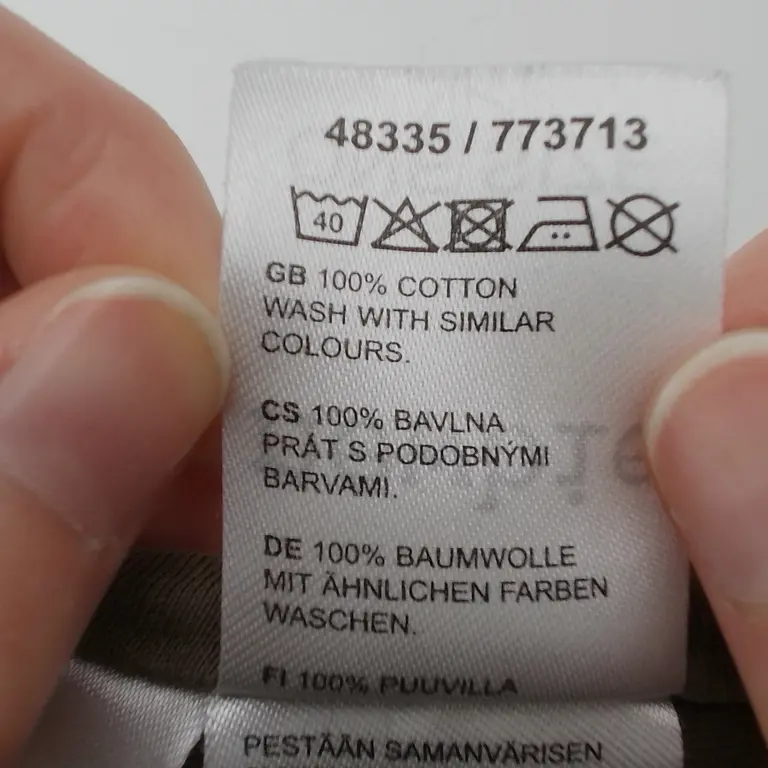 48335 / 773713
40
GB 100% COTTON
WASH WITH SIMILAR
COLOURS.
CS 100% BAVLNA
PRÁT S PODOBNÝMI
BARVAMI.
DE 100% BAUMWOLLE
MIT ÄHNLICHEN FARBEN
WASCHEN.
FI 100% PUUVILLA
PESTÄÄN SAMANVÄRISEN